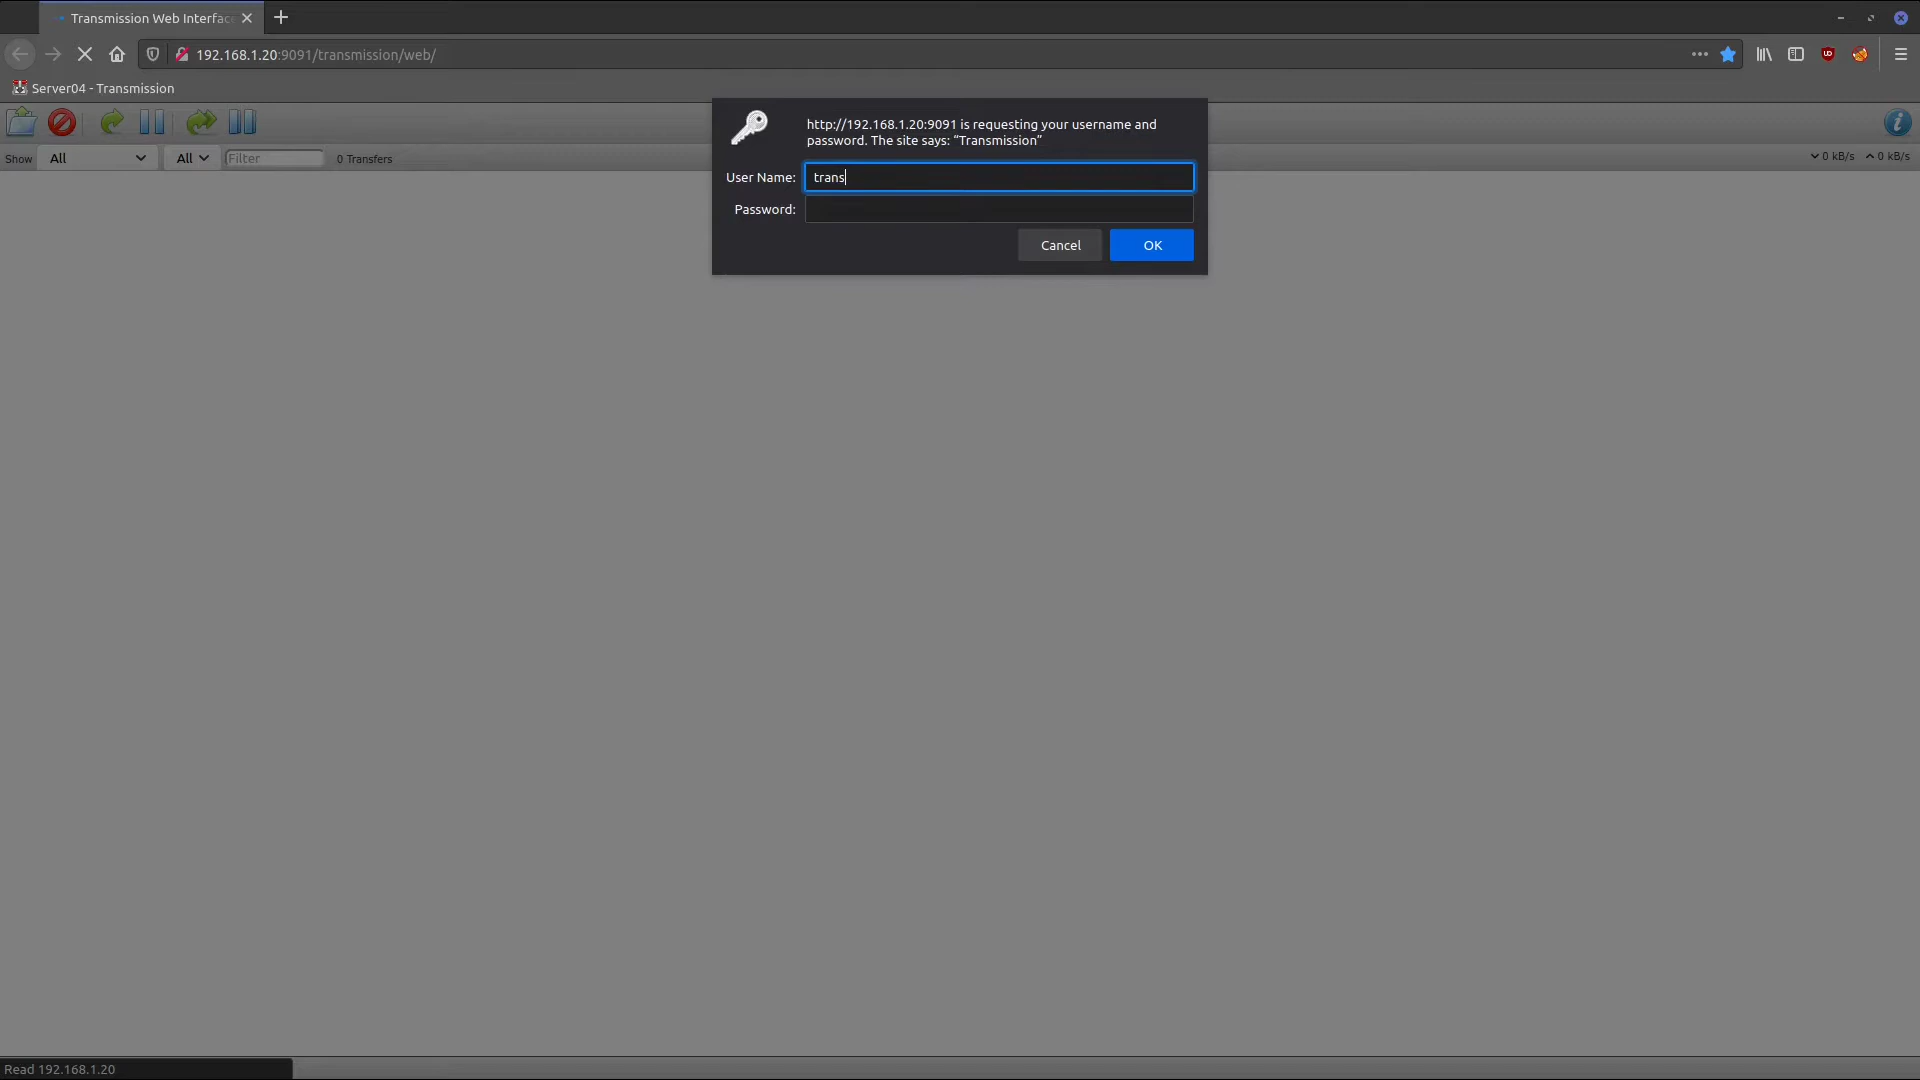 Transmission Web Interface
192.168.1.20:9091/transmission/web/
Server04 - Transmission
Show All All Filter 0 Transfers 0 kB/s 0 kB/s
http://192.168.1.20:9091 is requesting your username and
password. The site says: “Transmission”
User Name: trans
Password:
Cancel OK
Read 192.168.1.20